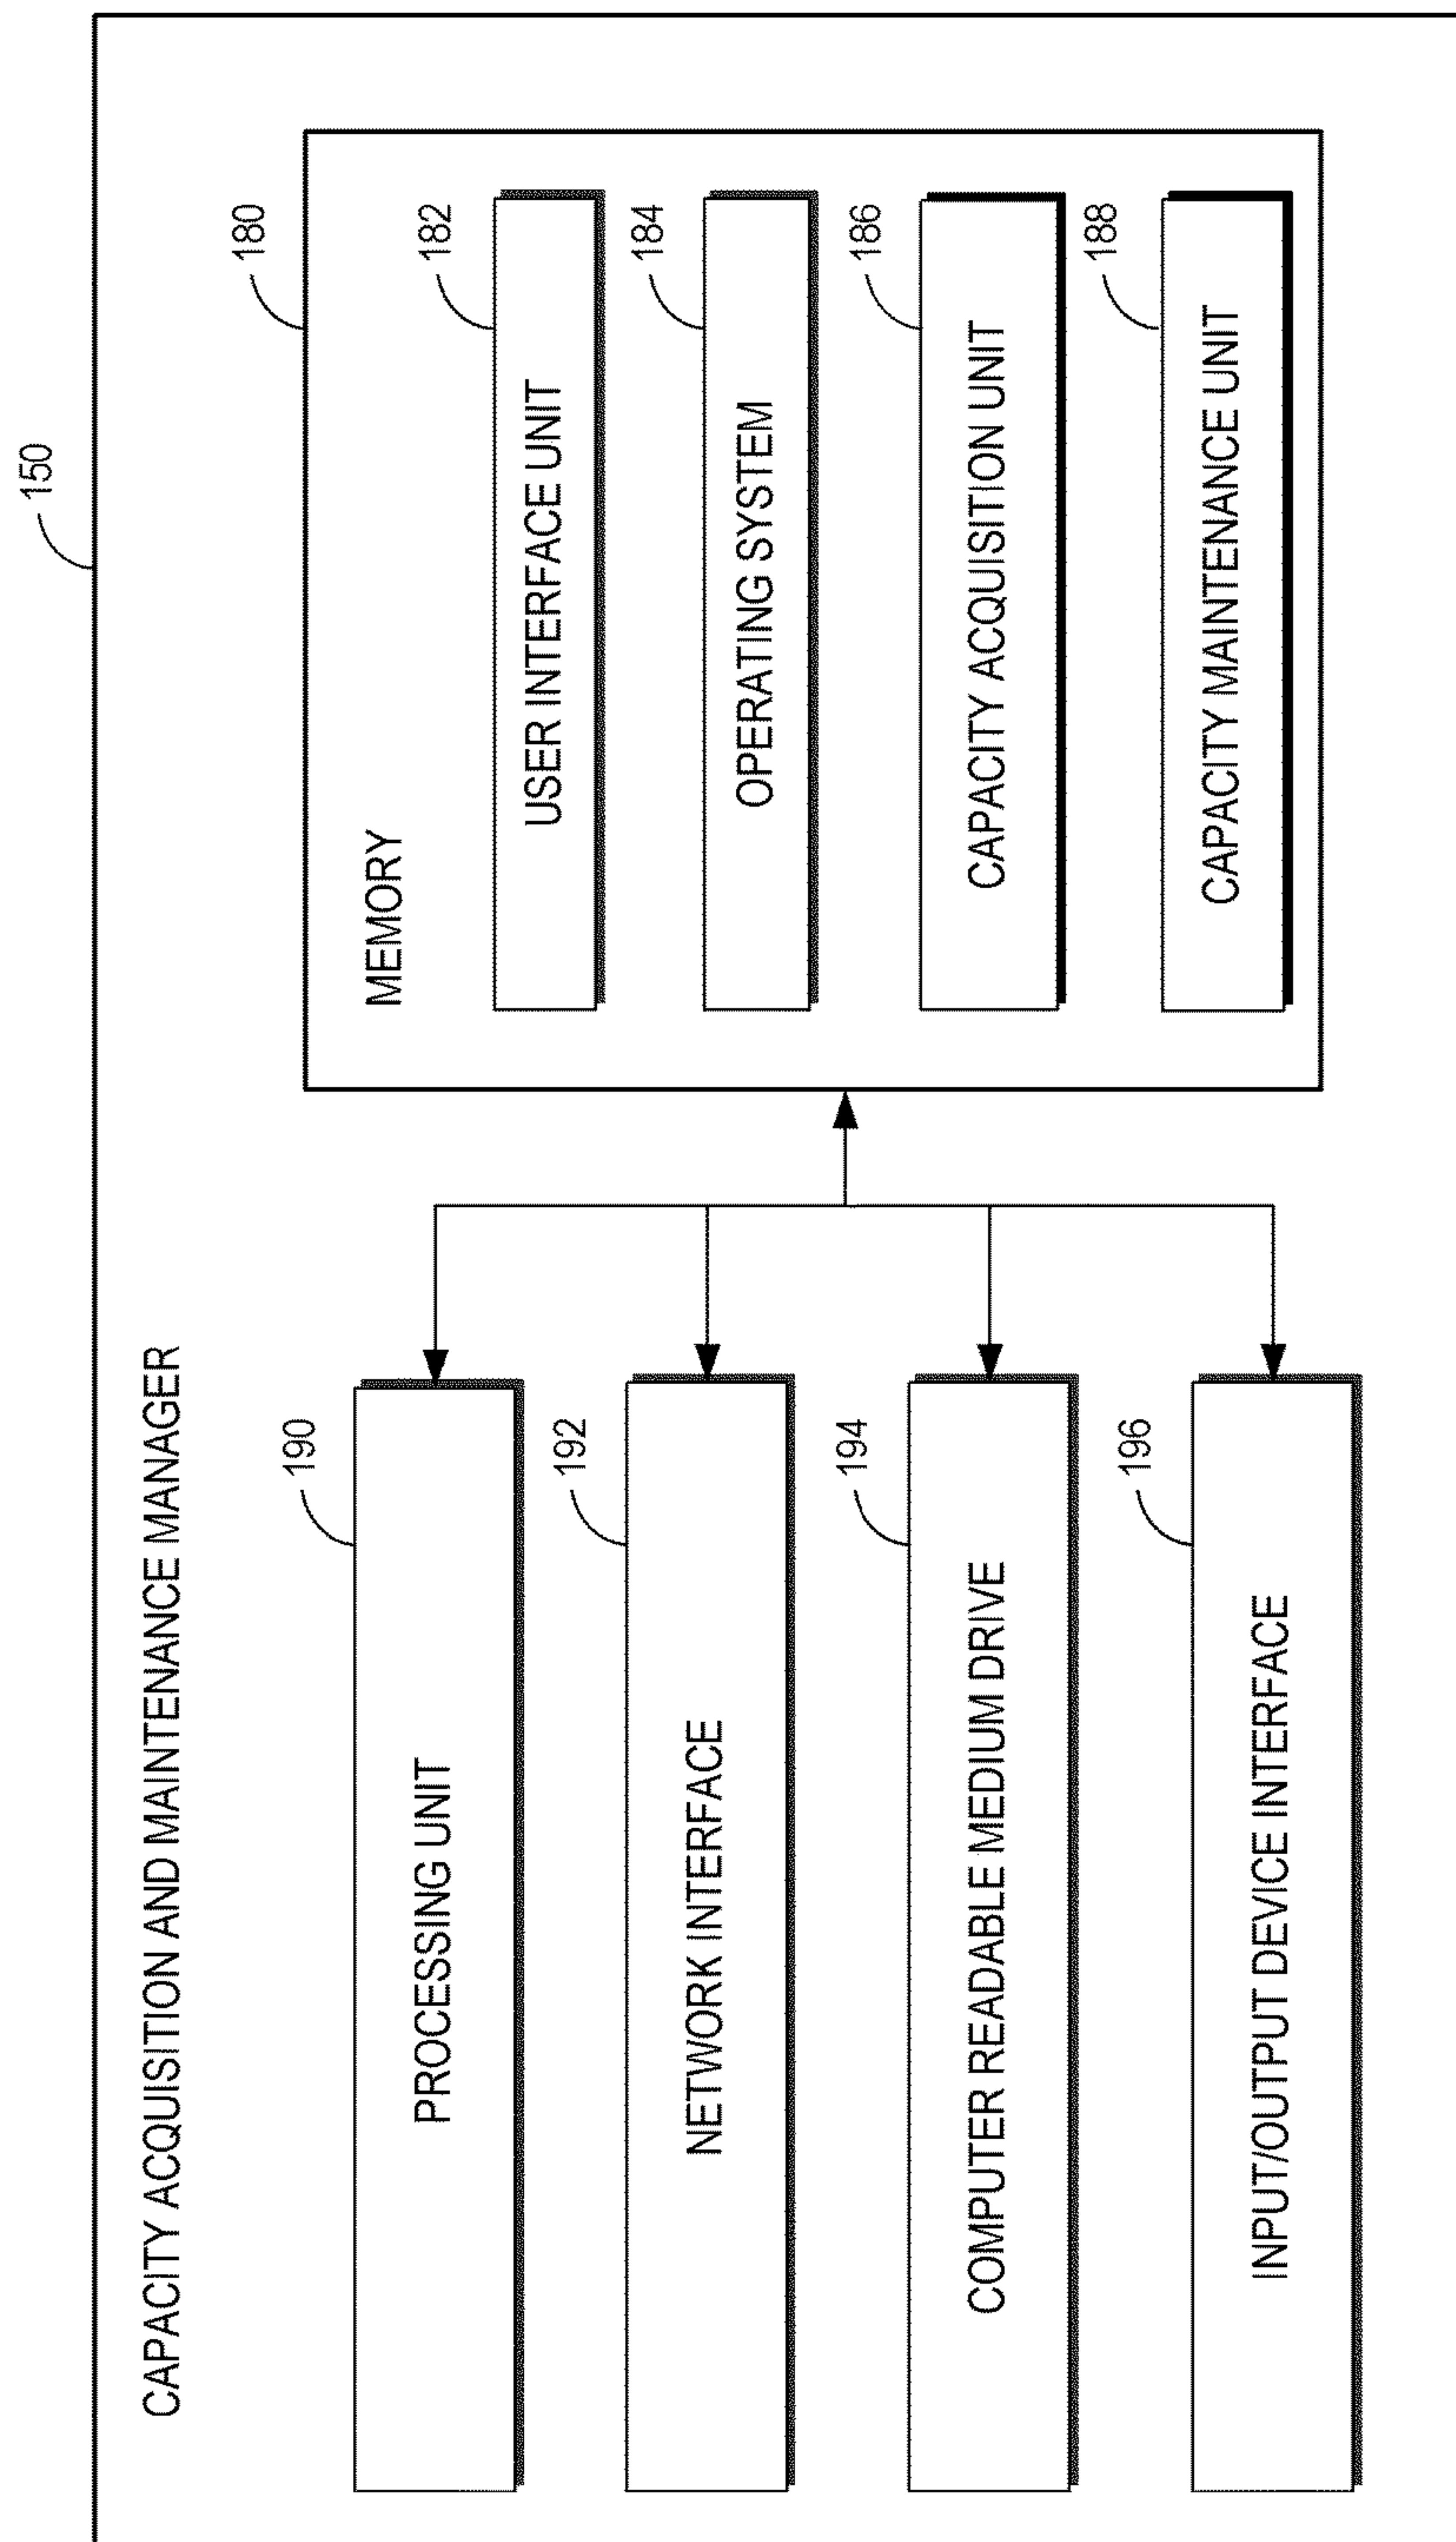 150
CAPACITY ACQUISITION AND MAINTENANCE MANAGER
190
PROCESSING UNIT
192
NETWORK INTERFACE
194
COMPUTER READABLE MEDIUM DRIVE
196
INPUT/OUTPUT DEVICE INTERFACE
180
MEMORY
182
USER INTERFACE UNIT
184
OPERATING SYSTEM
186
CAPACITY ACQUISITION UNIT
188
CAPACITY MAINTENANCE UNIT